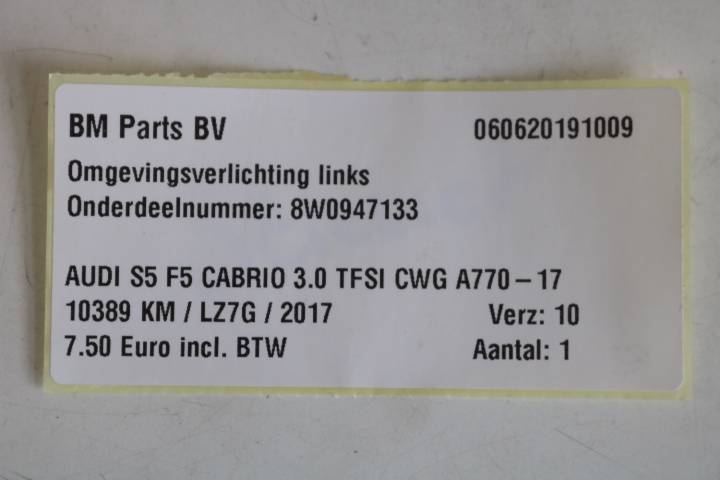 BM Parts BV 060620191009
Omgevingsverlichting links
Onderdeelnummer: 8W0947133
AUDI S5 F5 CABRIO 3.0 TFSI CWG A770-17
10389 KM / LZ7G / 2017 Verz: 10
7.50 Euro incl. BTW Aantal: 1